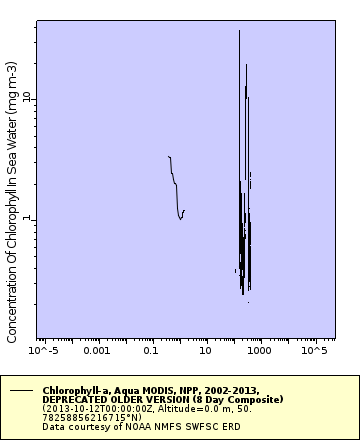 Concentration Of Chlorophyll In Sea Water (mg m-3)
10
1
10^-5 0.001 0.1 10 1000 10^5
Chlorophyll-a, Aqua MODIS, NPP, 2002-2013,
DEPRECATED OLDER VERSION (8 Day Composite)
(2013-10-12T00:00:00Z, Altitude=0.0 m, 50.
78258856216715°N)
Data courtesy of NOAA NMFS SWFSC ERD